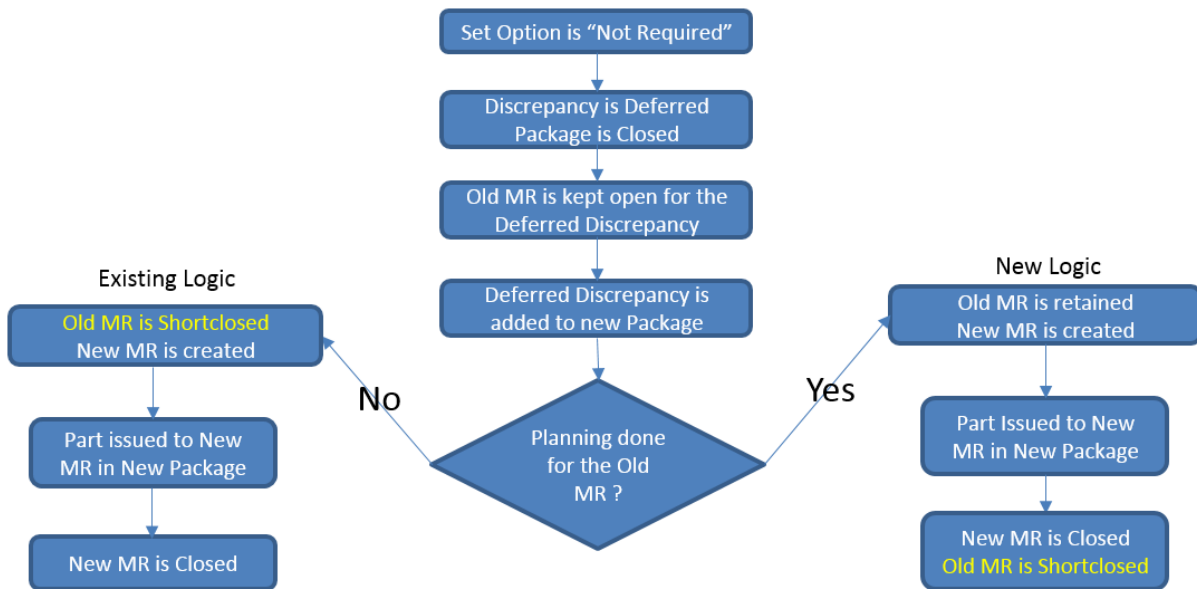 Set Option is “Not Required”
Discrepancy is Deferred
Package is Closed
Old MR is kept open for the
Deferred Discrepancy
Deferred Discrepancy is
added to new Package
Existing Logic
Old MR is Shortclosed
New MR is created
Part issued to New
MR in New Package
New MR is Closed
No
Planning done
for the Old
MR ?
Yes
New Logic
Old MR is retained
New MR is created
Part Issued to New
MR in New Package
New MR is Closed
Old MR is Shortclosed